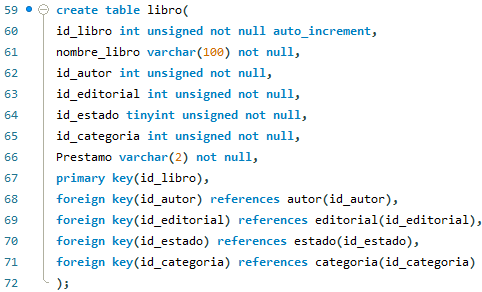 59 create table libro(
60 id_libro int unsigned not null auto_increment,
61 nombre_libro varchar(100) not null,
62 id_autor int unsigned not null,
63 id_editorial int unsigned not null,
64 id_estado tinyint unsigned not null,
65 id_categoria int unsigned not null,
66 Prestamo varchar(2) not null,
67 primary key(id_libro),
68 foreign key(id_autor) references autor(id_autor),
69 foreign key(id_editorial) references editorial(id_editorial),
70 foreign key(id_estado) references estado(id_estado),
71 foreign key(id_categoria) references categoria(id_categoria)
72 );